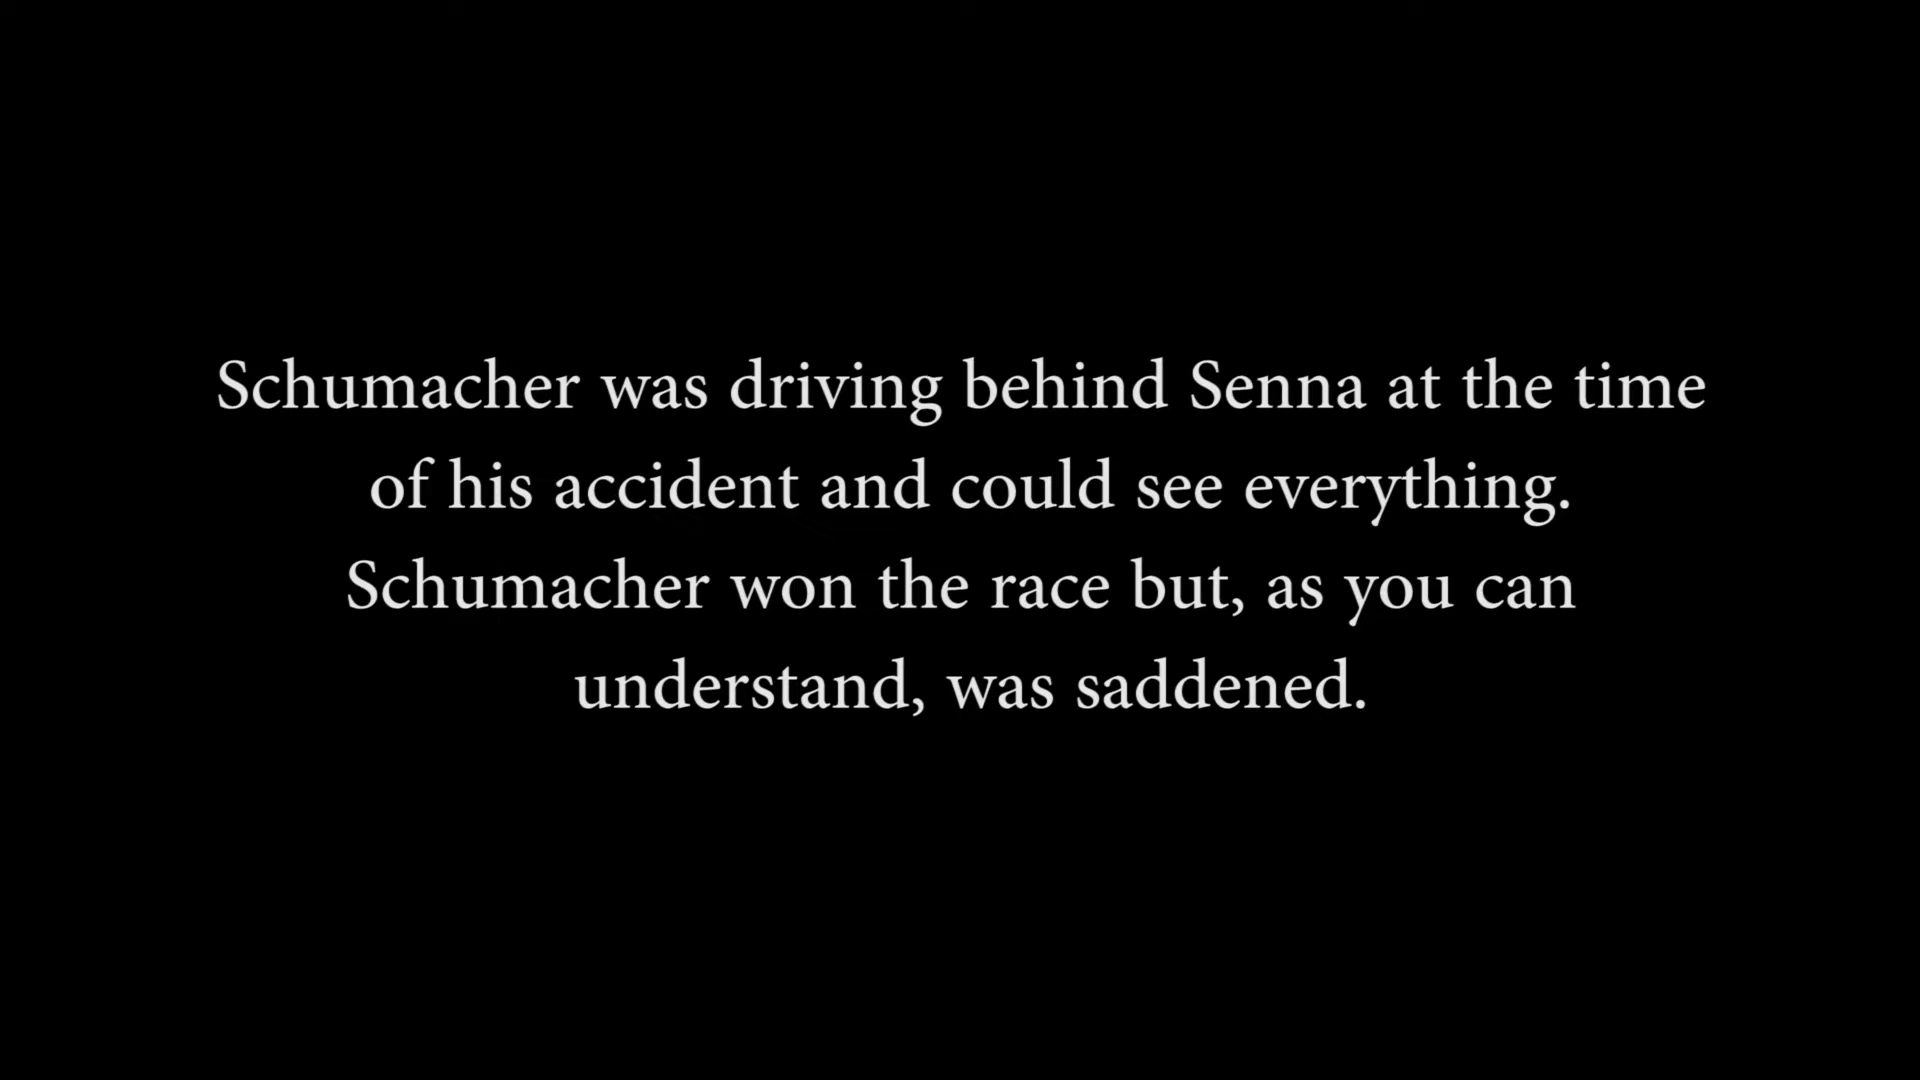 Schumacher was driving behind Senna at the time
of his accident and could see everything.
Schumacher won the race but, as you can
understand, was saddened.